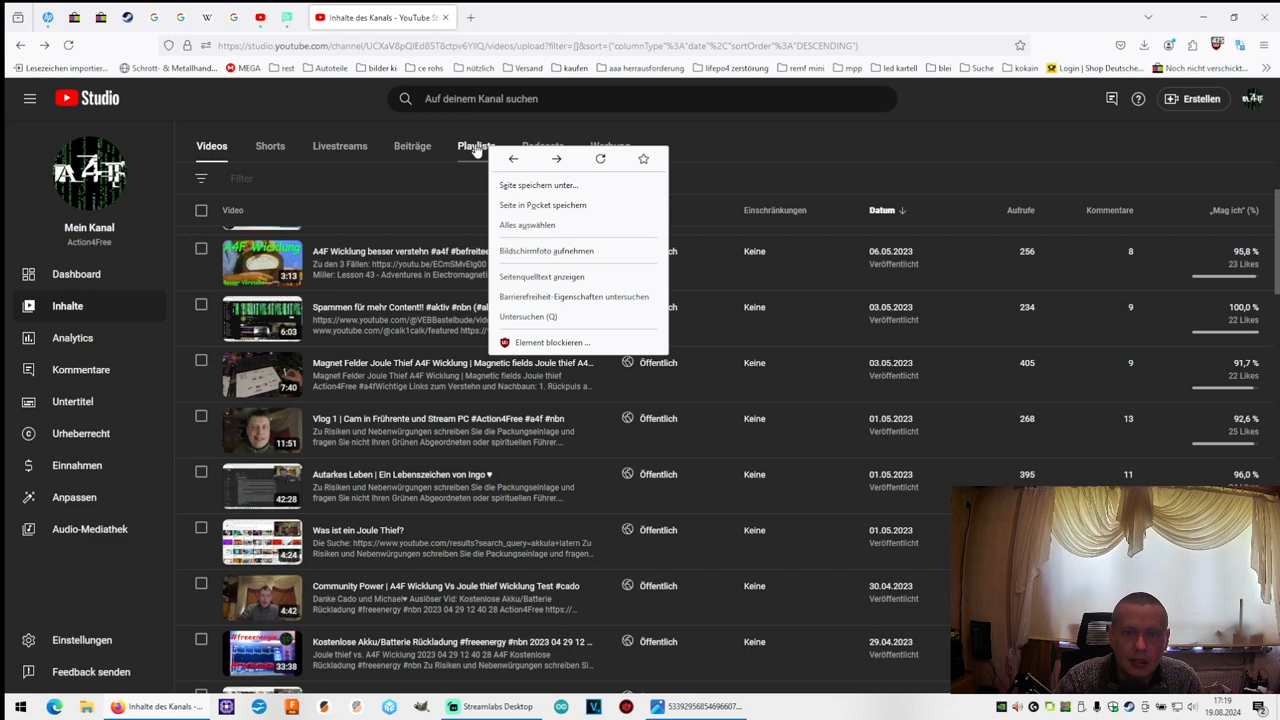 Inhalte des Kanals - YouTube St
https://studio.youtube.com/channel/UCXaV8pQIEd85T8ctpv6YlIQ/videos/upload?filter=[]&sort={"columnType"%3A"date"%2C"sortOrder"%3A"DESCENDING"}
Lesezeichen importier...
Schrott- & Metallhand...
MEGA
rest
Autoteile
bilder ki
ce rohs
nützlich
Versand
kaufen
aaa herrausforderung
lifepo4 zerstörung
remf mini
mpp
led kartell
blei
Suche
kokain
Login | Shop Deutsche...
Noch nicht verschickt...
Studio
Auf deinem Kanal suchen
Erstellen
A4F
Mein Kanal
Action4Free
Dashboard
Inhalte
Analytics
Kommentare
Untertitel
Urheberrecht
Einnahmen
Anpassen
Audio-Mediathek
Einstellungen
Feedback senden
Videos Shorts Livestreams Beiträge Playlists
Filter
Video Einschränkungen Datum Aufrufe Kommentare „Mag ich“ (%)
Seite speichern unter...
Seite in Pocket speichern
Alles auswählen
Bildschirmfoto aufnehmen
Seitenquelltext anzeigen
Barrierefreiheit-Eigenschaften untersuchen
Untersuchen (Q)
Element blockieren ...
A4F Wicklung
3:13
A4F Wicklung besser verstehn #a4f #befreite
Zu den 3 Fällen: https://youtu.be/ECmSMvElg00
Miller: Lesson 43 - Adventures in Electromagneti
Keine 06.05.2023 256 8 95,8 %
Veröffentlicht 23 Likes
6:03
Spammen für mehr Content!! #aktiv #nbn (#a
https://www.youtube.com/@VEBBastelbude/video
www.youtube.com/@calk1calk/featured https://
Keine 03.05.2023 234 9 100,0 %
Veröffentlicht 22 Likes
7:40
Magnet Felder Joule Thief A4F Wicklung | Magnetic fields Joule thief
Magnet Felder Joule Thief A4F Wicklung | Magnetic fields Joule thief ...
Action4Free #a4fWichtige Links zum Verstehn und Nachbaun: 1. Rückpuls a...
Öffentlich Keine 03.05.2023 405 9 91,7 %
Veröffentlicht 22 Likes
11:51
Vlog 1 | Cam in Frührente und Stream PC #Action4Free #a4f #nbn
Zu Risiken und Nebenwürgungen schreiben Sie die Packungseinlage und
fragen Sie nicht Ihren Grünen Abgeordneten oder spirituellen Führer...
Öffentlich Keine 01.05.2023 268 13 92,6 %
Veröffentlicht 25 Likes
42:28
Autarkes Leben | Ein Lebenszeichen von Ingo ♥
Zu Risiken und Nebenwürgungen schreiben Sie die Packungseinlage und
fragen Sie nicht Ihren Grünen Abgeordneten oder spirituellen Führer...
Öffentlich Keine 01.05.2023 395 11 96,0 %
Veröffentlicht
4:24
Was ist ein Joule Thief?
Die Suche: https://www.youtube.com/results?search_query=akkula+latern Zu
Risiken und Nebenwürgungen schreiben Sie die Packungseinlage und fragen...
Öffentlich Keine 01.05.2023
Veröffentlicht
4:42
Community Power | A4F Wicklung Vs Joule thief Wicklung Test #cado
Danke Cado und Michael♥ Auslöser Vid: Kostenlose Akku/Batterie
Rückladung #freeenergy #nbn 2023 04 29 12 40 28 Action4Free https:/...
Öffentlich Keine 30.04.2023
Veröffentlicht
#freeenergie
33:38
Kostenlose Akku/Batterie Rückladung #freeenergy #nbn 2023 04 29 12 ...
Joule thief vs. A4F Wicklung 2023 04 29 12 40 28 A4F Kostenlose
Rückladung #freeenergy #nbn Zu Risiken und Nebenwürgungen schreiben Si...
Öffentlich Keine 29.04.2023
Veröffentlicht
Inhalte des Kanals -...
Streamlabs Desktop
53392956854696607...
17:19
19.08.2024